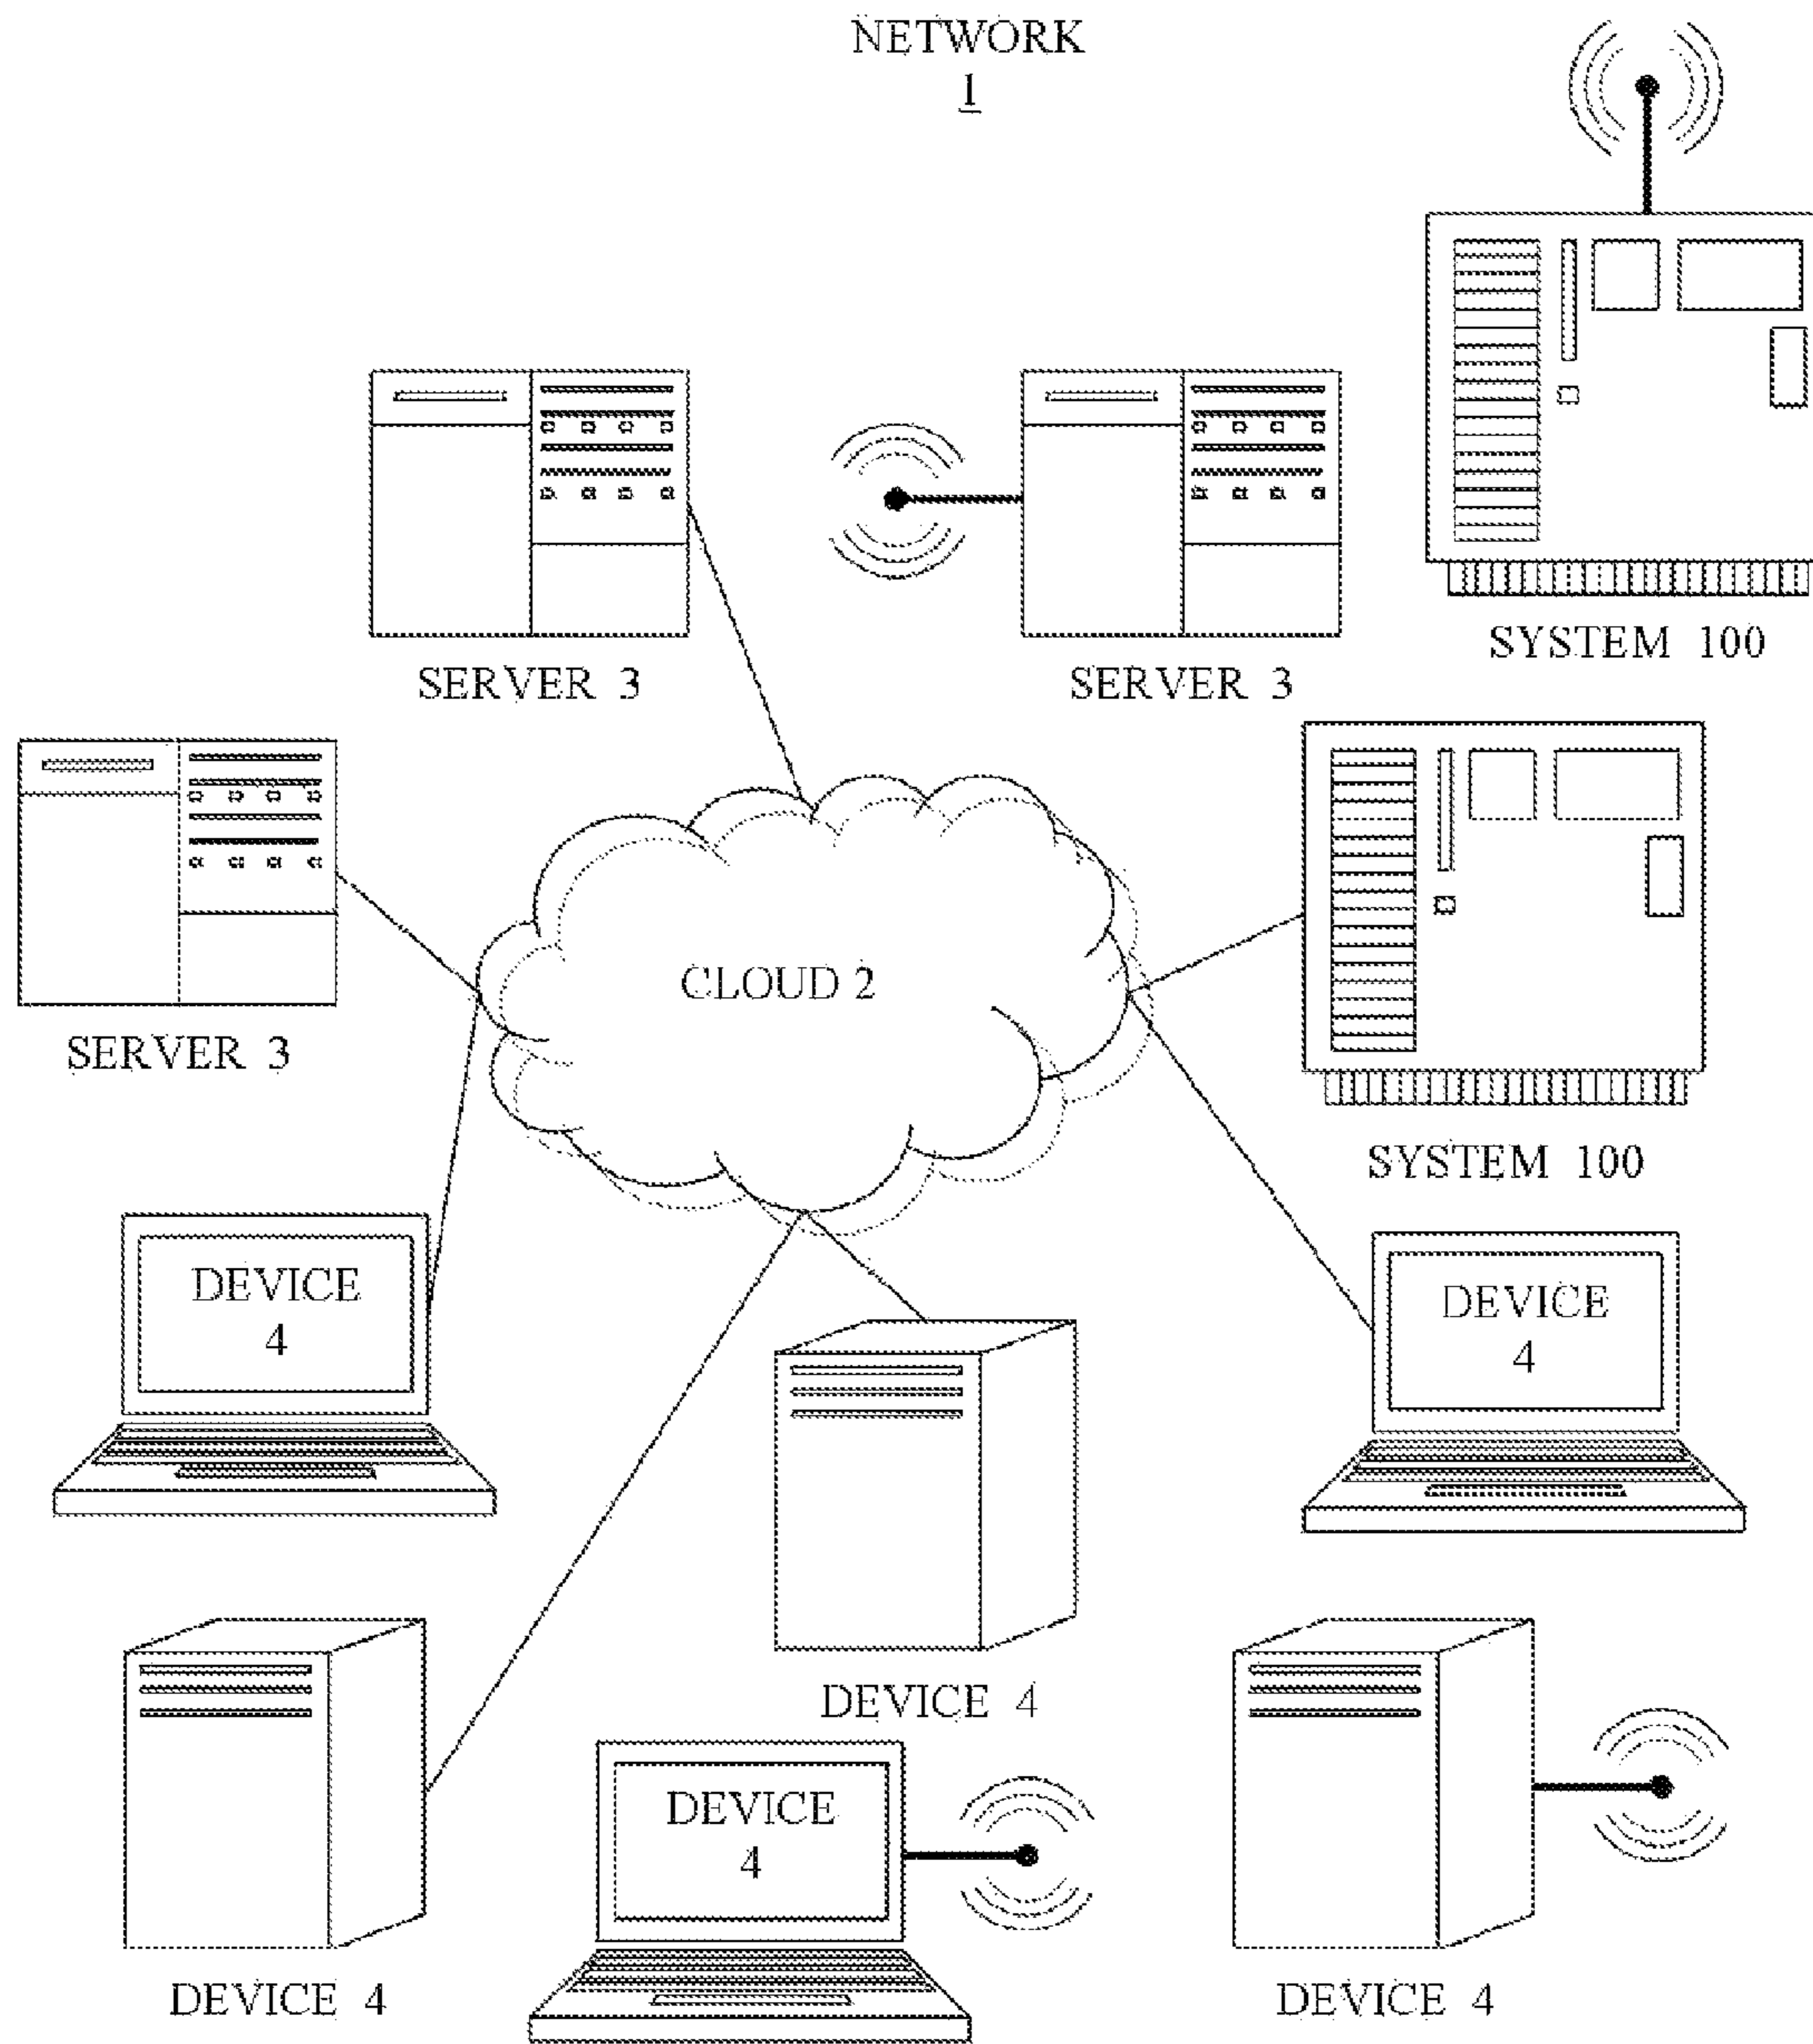 NETWORK
1
SYSTEM 100
SERVER 3
SERVER 3
SERVER 3
CLOUD 2
SYSTEM 100
DEVICE
4
DEVICE
4
DEVICE 4
DEVICE
4
DEVICE 4
DEVICE 4